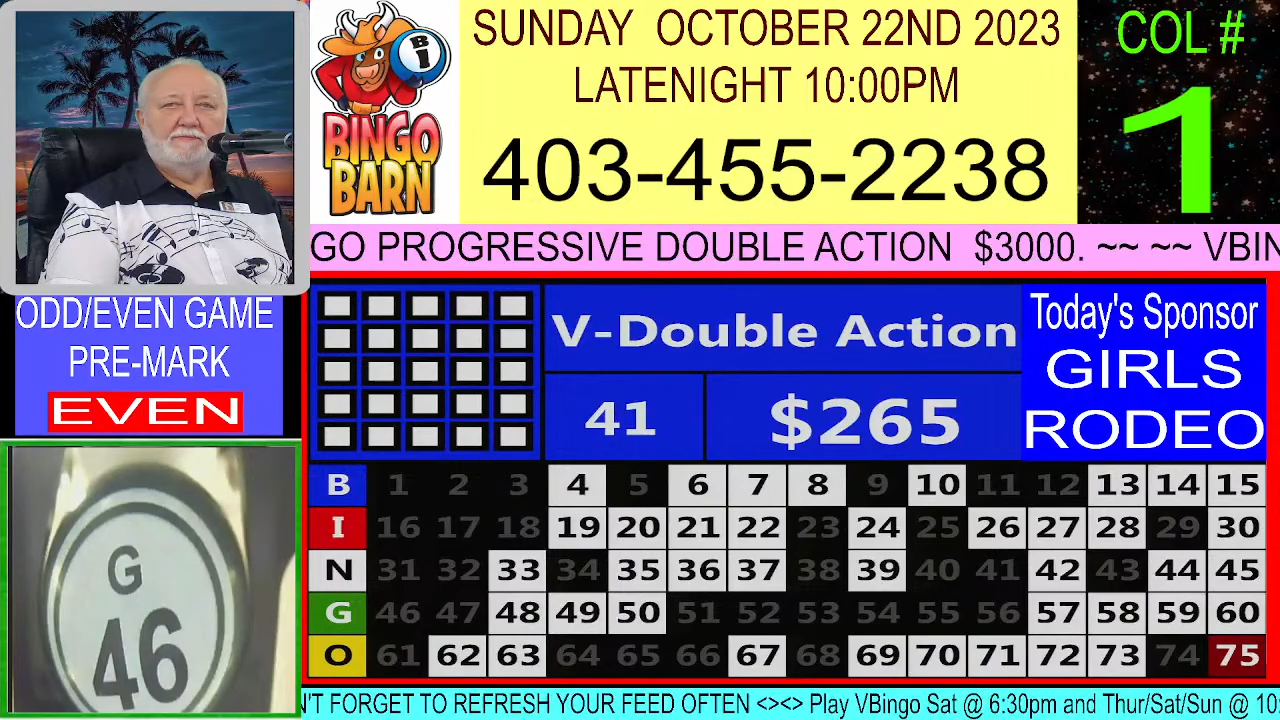 SUNDAY OCTOBER 22ND 2023
LATENIGHT 10:00PM
403-455-2238
BI
BINGO
BARN
COL #
1
GO PROGRESSIVE DOUBLE ACTION $3000. ~~ ~~ VBIN
ODD/EVEN GAME
PRE-MARK
EVEN
V-Double Action
41 $265
Today's Sponsor
GIRLS
RODEO
B 1 2 3 4 5 6 7 8 9 10 11 12 13 14 15
I 16 17 18 19 20 21 22 23 24 25 26 27 28 29 30
N 31 32 33 34 35 36 37 38 39 40 41 42 43 44 45
G 46 47 48 49 50 51 52 53 54 55 56 57 58 59 60
O 61 62 63 64 65 66 67 68 69 70 71 72 73 74 75
G
46
N'T FORGET TO REFRESH YOUR FEED OFTEN <><> Play VBingo Sat @ 6:30pm and Thur/Sat/Sun @ 10: